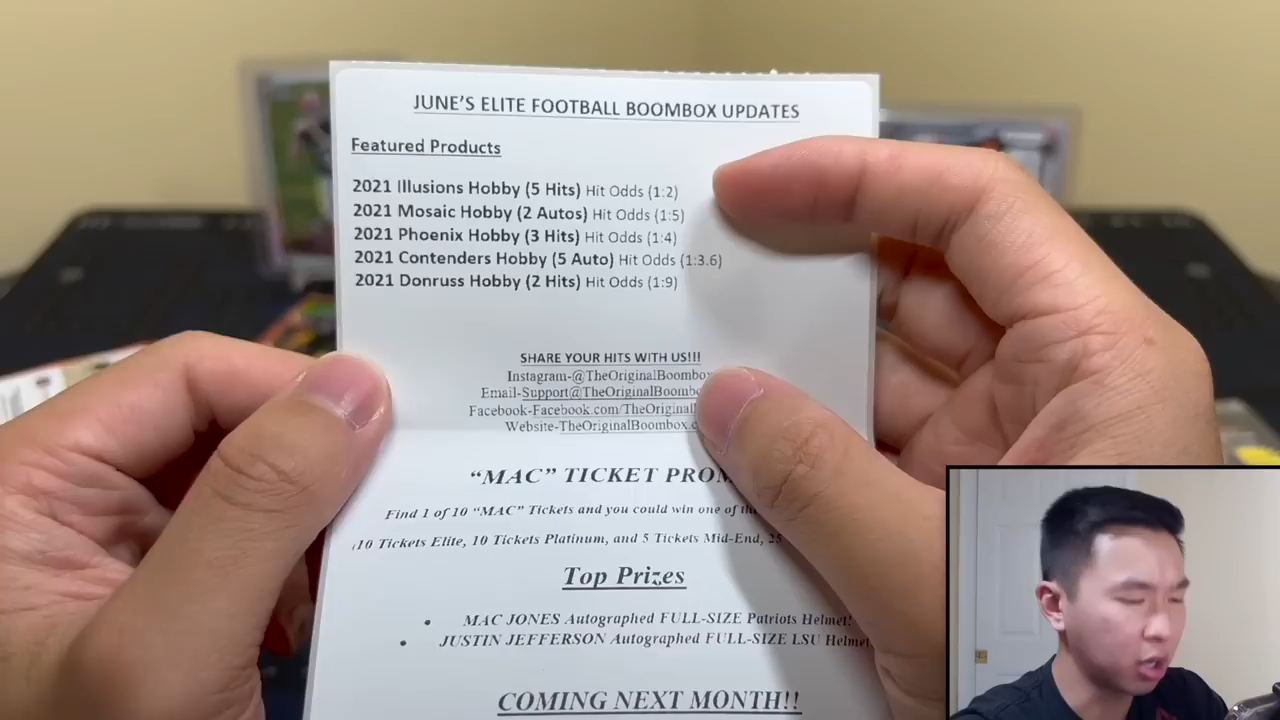 JUNE'S ELITE FOOTBALL BOOMBOX UPDATES
Featured Products
2021 Illusions Hobby (5 Hits) Hit Odds (1:2)
2021 Mosaic Hobby (2 Autos) Hit Odds (1:5)
2021 Phoenix Hobby (3 Hits) Hit Odds (1:4)
2021 Contenders Hobby (5 Auto) Hit Odds (1:3.6)
2021 Donruss Hobby (2 Hits) Hit Odds (1:9)
SHARE YOUR HITS WITH US!!!
Instagram-@TheOriginalBoombox
Email-Support@TheOriginalBoombo
Facebook-Facebook.com/TheOriginal
Website-TheOriginalBoombox.c
"MAC" TICKET PROM
Find 1 of 10 "MAC" Tickets and you could win one of the
(10 Tickets Elite, 10 Tickets Platinum, and 5 Tickets Mid-End, 25
Top Prizes
• MAC JONES Autographed FULL-SIZE Patriots Helmet!
• JUSTIN JEFFERSON Autographed FULL-SIZE LSU Helmet
COMING NEXT MONTH!!